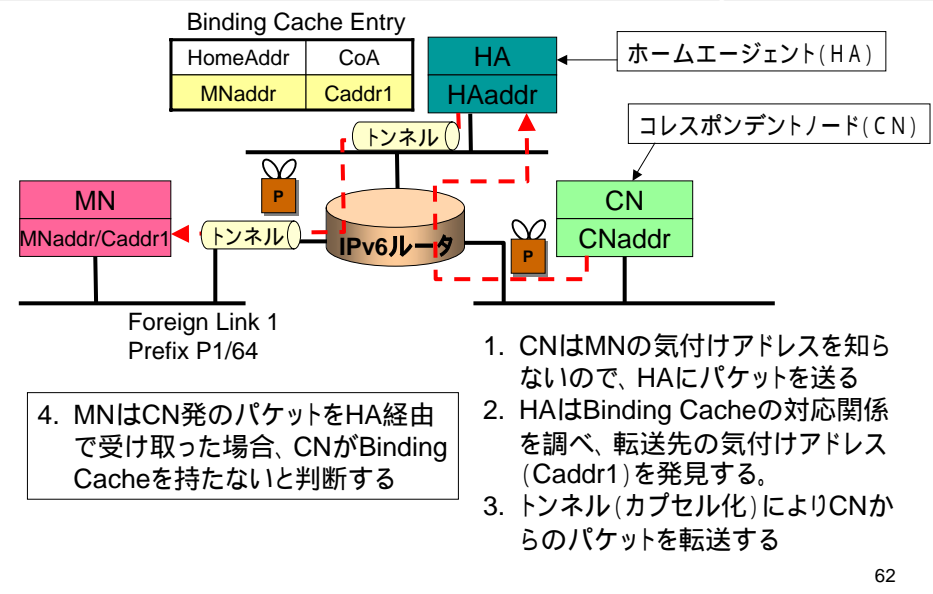 Binding Cache Entry
HomeAddr CoA
MNaddr Caddr1
HA
HAaddr
ホームエージェント(HA)
コレスポンデントノード(CN)
トンネル
P
MN
MNaddr/Caddr1
トンネル
IPv6ルータ
P
CN
CNaddr
Foreign Link 1
Prefix P1/64
1. CNはMNの気付けアドレスを知ら
ないので、HAにパケットを送る
2. HAはBinding Cacheの対応関係
を調べ、転送先の気付けアドレス
(Caddr1)を発見する。
3. トンネル(カプセル化)によりCNか
らのパケットを転送する
4. MNはCN発のパケットをHA経由
で受け取った場合、CNがBinding
Cacheを持たないと判断する
62